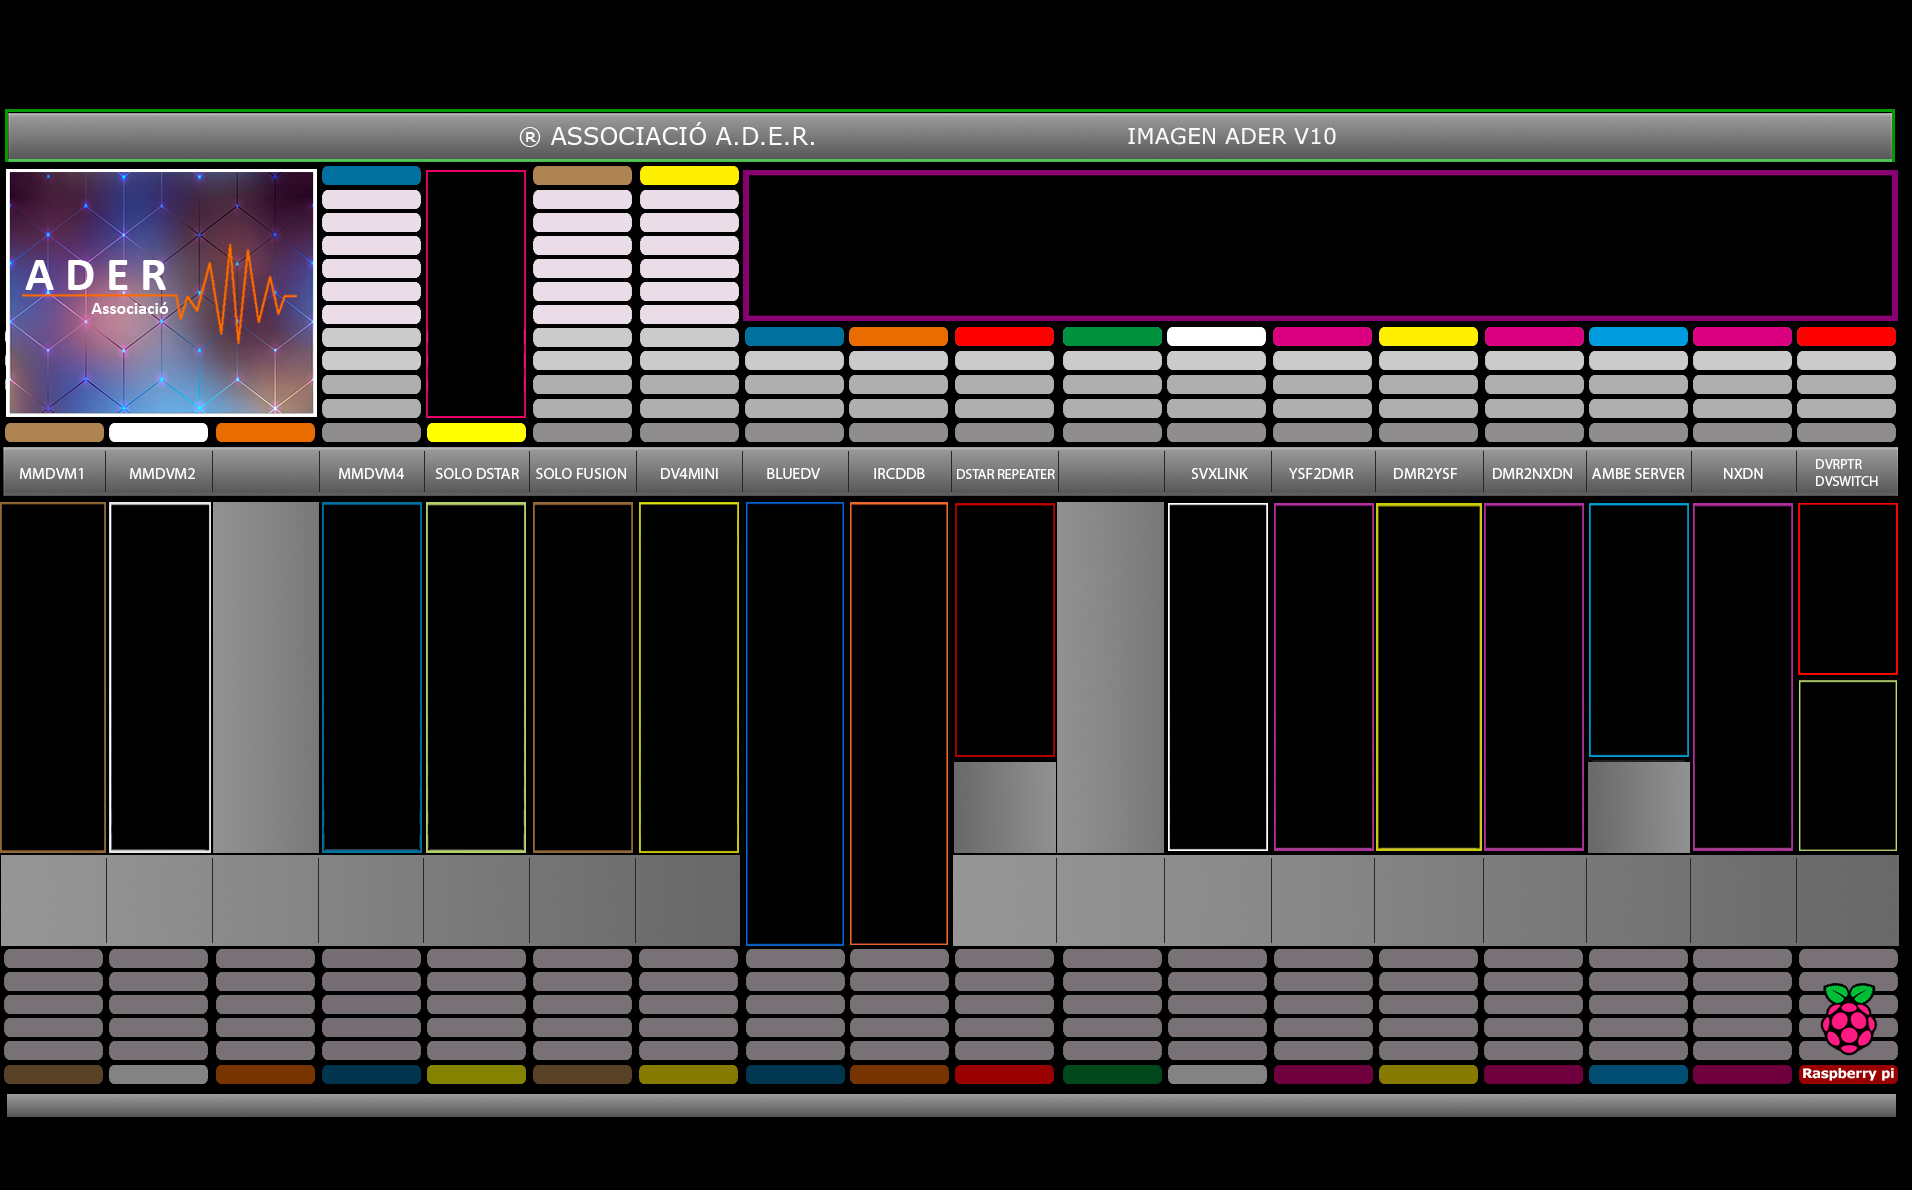 ® ASSOCIACIÓ A.D.E.R.
IMAGEN ADER V10
ADER
Associació
MMDVM1
MMDVM2
MMDVM4
SOLO DSTAR
SOLO FUSION
DV4MINI
BLUEDV
IRCDDB
DSTAR REPEATER
SVXLINK
YSF2DMR
DMR2YSF
DMR2NXDN
AMBE SERVER
NXDN
DVRPTR
DVSWITCH
Raspberry pi